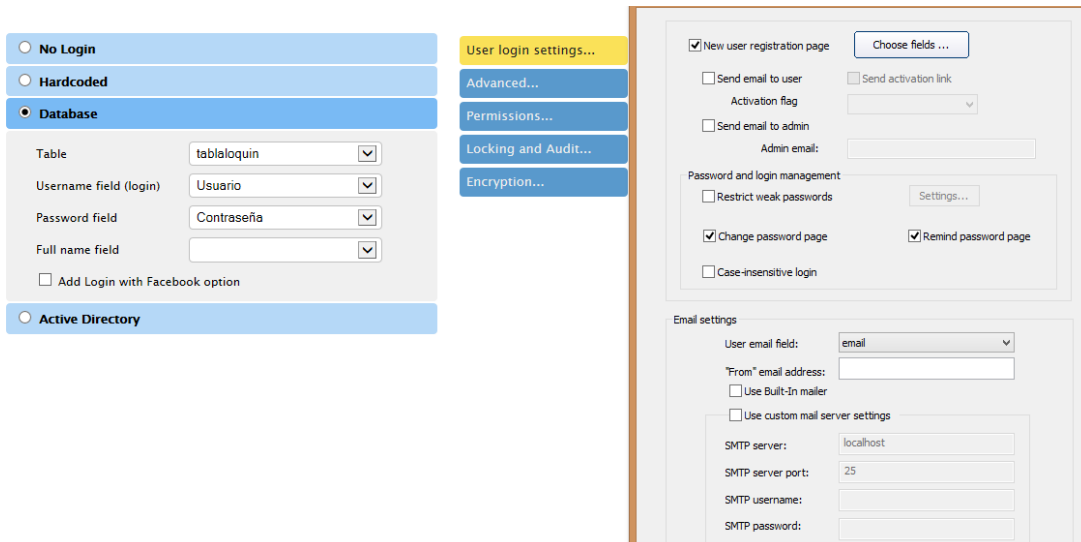 No Login
Hardcoded
Database
Table
tablaloquin
Username field (login)
Usuario
Password field
Contraseña
Full name field
Add Login with Facebook option
Active Directory
User login settings...
Advanced...
Permissions...
Locking and Audit...
Encryption...
New user registration page
Choose fields ...
Send email to user
Send activation link
Activation flag
Send email to admin
Admin email:
Password and login management
Restrict weak passwords
Settings...
Change password page
Remind password page
Case-insensitive login
Email settings
User email field:
email
"From" email address:
Use Built-In mailer
Use custom mail server settings
SMTP server:
localhost
SMTP server port:
25
SMTP username:
SMTP password: